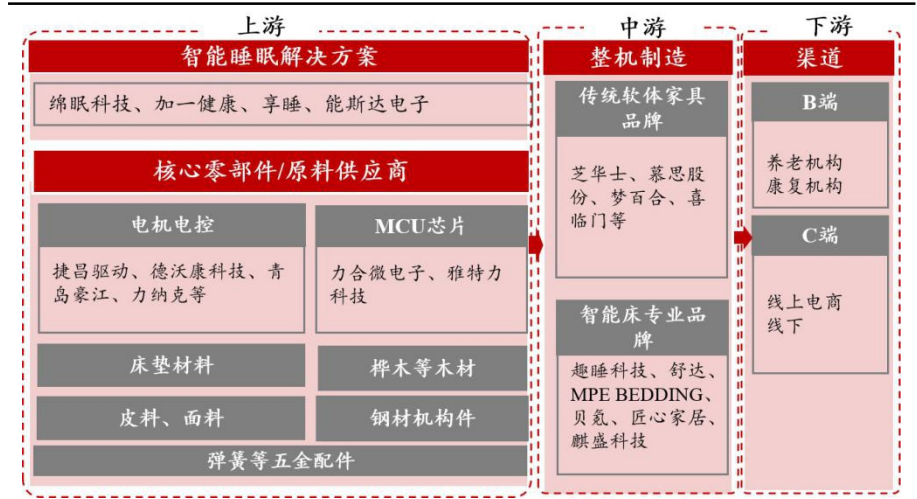 上游
智能睡眠解决方案
绵眠科技、加一健康、享睡、能斯达电子
核心零部件/原料供应商
电机电控
捷昌驱动、德沃康科技、青
岛豪江、力纳克等
MCU芯片
力合微电子、雅特力
科技
床垫材料
桦木等木材
皮料、面料
钢材机构件
弹簧等五金配件
中游
整机制造
传统软体家具
品牌
芝华士、慕思股
份、梦百合、喜
临门等
智能床专业品
牌
趣睡科技、舒达、
MPE BEDDING、
贝氪、匠心家居、
麒盛科技
下游
渠道
B端
养老机构
康复机构
C端
线上电商
线下